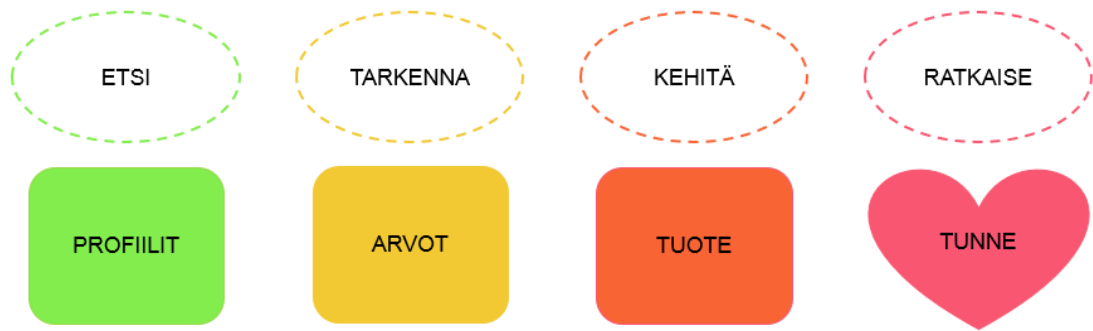 ETSI
TARKENNA
KEHITÄ
RATKAISE
PROFIILIT
ARVOT
TUOTE
TUNNE